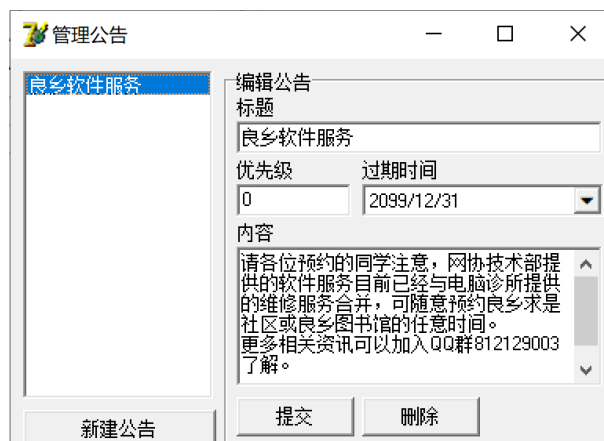 管理公告
良乡软件服务
新建公告
编辑公告
标题
良乡软件服务
优先级 过期时间
0 2099/12/31
内容
请各位预约的同学注意，网协技术部提
供的软件服务目前已经与电脑诊所提供
的维修服务合并，可随意预约良乡求是
社区或良乡图书馆的任意时间。
更多相关资讯可以加入QQ群812129003
了解。
提交 删除